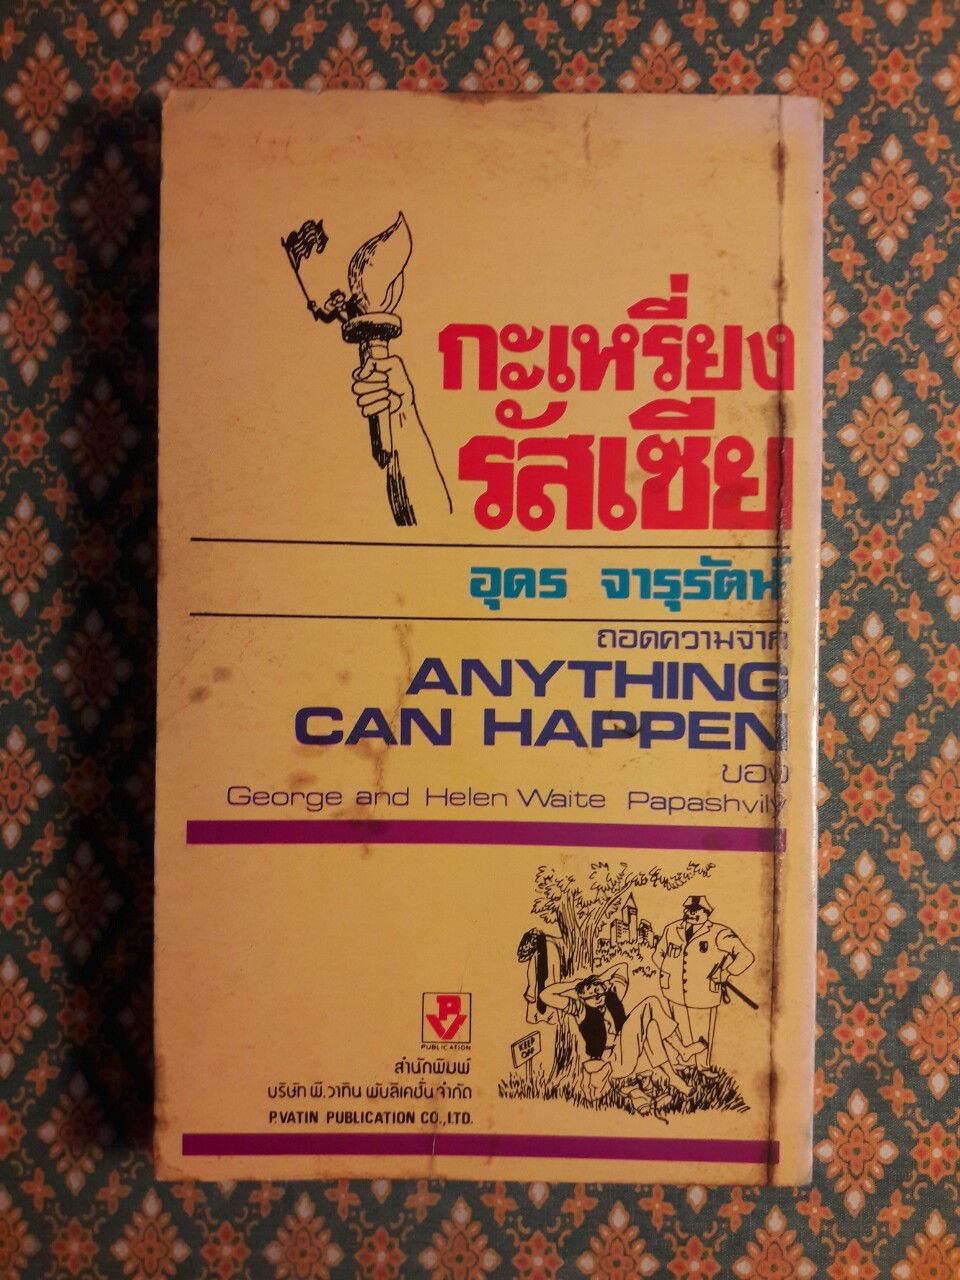 กะเหรี่ยง
รัสเซีย
อุดร จารุรัตน์
ถอดความจาก
ANYTHING
CAN HAPPEN
ของ
George and Helen Waite Papashvily
KEEP
OFF
PV
PUBLICATION
สำนักพิมพ์
บริษัท พี.วาทิน พับลิเคชั่น จำกัด
P.VATIN PUBLICATION CO.,LTD.